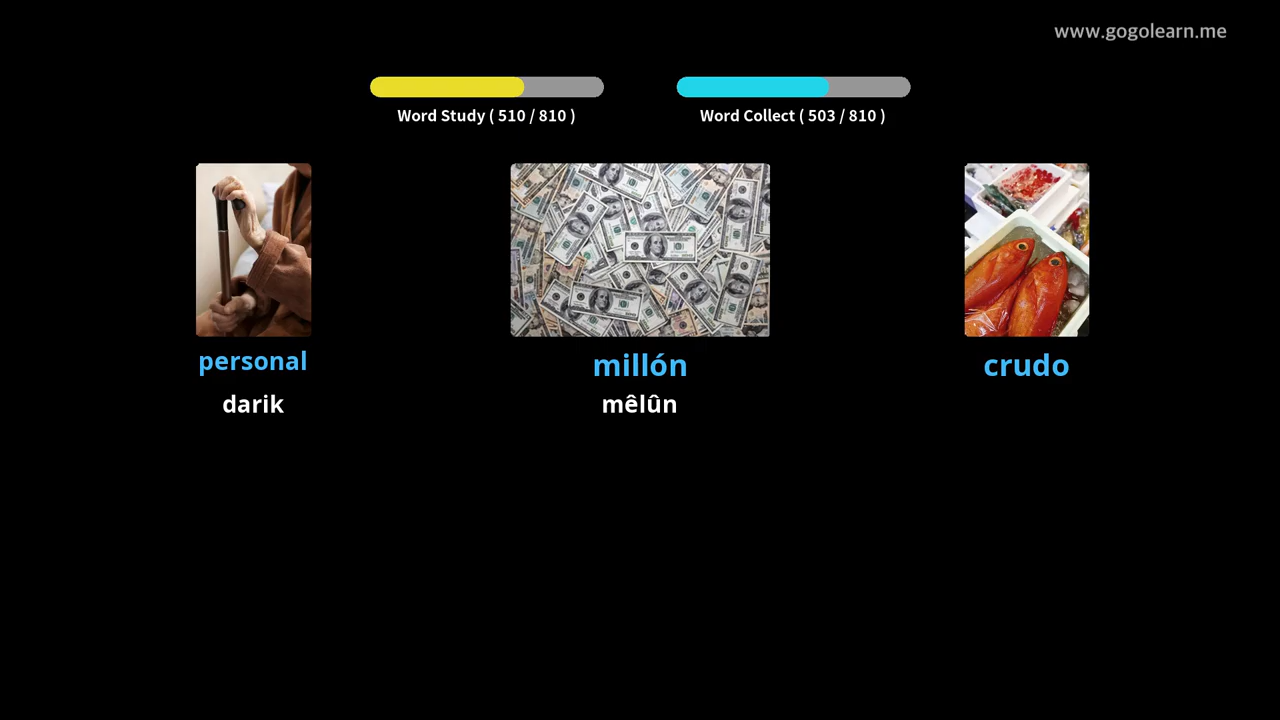 www.gogolearn.me
Word Study ( 510 / 810 )
Word Collect ( 503 / 810 )
personal
millón
crudo
darik
mêlûn